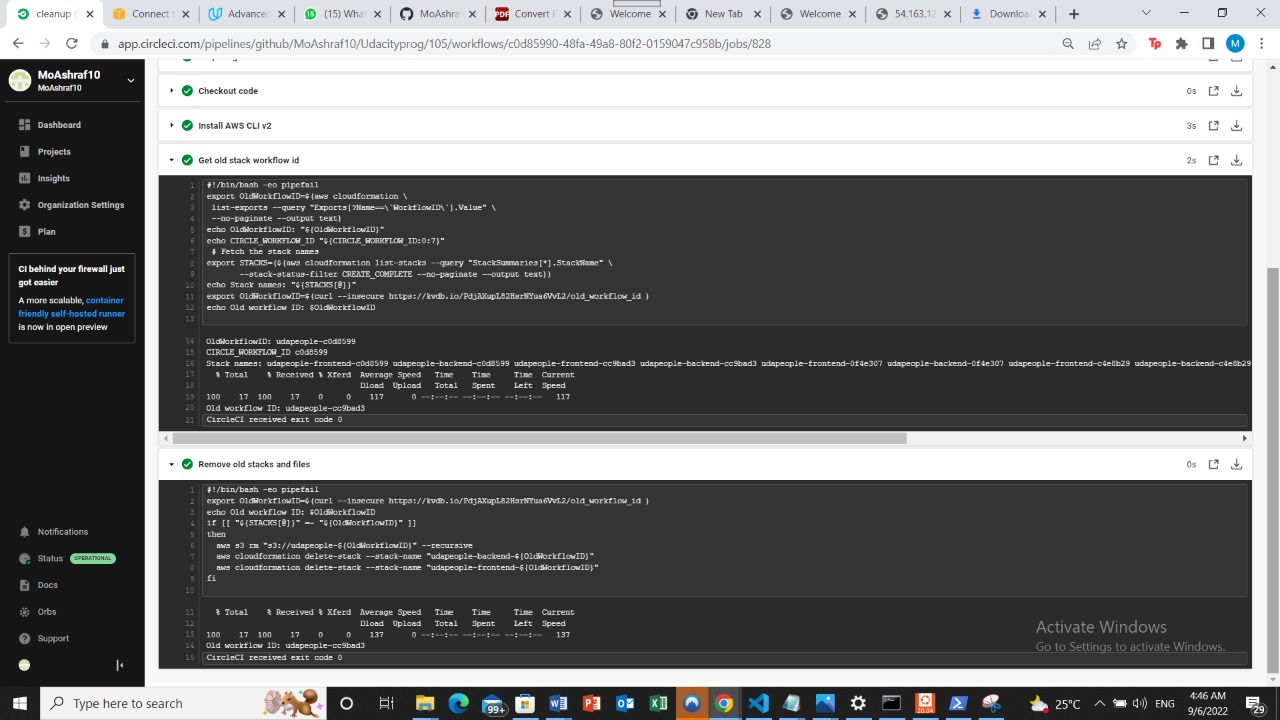 cleanup (
Connect t
Advances
(15) What
MoAshraf
Conversi
Welcome
New Tab
Welcome
54.163.12
Downloa
app.circleci.com/pipelines/github/MoAshraf10/Udacityprog/105/workflows/c0d85990-48fa-49a8-80f2-0159047c958b/jobs/828
MoAshraf10
MoAshraf10
Dashboard
Projects
Insights
Organization Settings
Plan
CI behind your firewall just
got easier
A more scalable, container
friendly self-hosted runner
is now in open preview
Notifications
Status OPERATIONAL
Docs
Orbs
Support
Checkout code 0s
Install AWS CLI v2 3s
Get old stack workflow id 2s
1 #!/bin/bash -eo pipefail
2 export OldWorkflowID=$(aws cloudformation \
3 list-exports --query "Exports[?Name==\`WorkflowID\`].Value" \
4 --no-paginate --output text)
5 echo OldWorkflowID: "${OldWorkflowID}"
6 echo CIRCLE_WORKFLOW_ID "${CIRCLE_WORKFLOW_ID:0:7}"
7 # Fetch the stack names
8 export STACKS=($(aws cloudformation list-stacks --query "StackSummaries[*].StackName" \
9 --stack-status-filter CREATE_COMPLETE --no-paginate --output text))
10 echo Stack names: "${STACKS[@]}"
11 export OldWorkflowID=$(curl --insecure https://kvdb.io/PdjAXupL82HsrNYua6VvL2/old_workflow_id )
12 echo Old workflow ID: $OldWorkflowID
13
14 OldWorkflowID: udapeople-c0d8599
15 CIRCLE_WORKFLOW_ID c0d8599
16 Stack names: udapeople-frontend-c0d8599 udapeople-backend-c0d8599 udapeople-frontend-cc9bad3 udapeople-backend-cc9bad3 udapeople-frontend-0f4e307 udapeople-backend-0f4e307 udapeople-frontend-c4e8b29 udapeople-backend-c4e8b29
17 % Total % Received % Xferd Average Speed Time Time Time Current
18 Dload Upload Total Spent Left Speed
19 100 17 100 17 0 0 117 0 --:--:-- --:--:-- --:--:-- 117
20 Old workflow ID: udapeople-cc9bad3
21 CircleCI received exit code 0
Remove old stacks and files 0s
1 #!/bin/bash -eo pipefail
2 export OldWorkflowID=$(curl --insecure https://kvdb.io/PdjAXupL82HsrNYua6VvL2/old_workflow_id )
3 echo Old workflow ID: $OldWorkflowID
4 if [[ "${STACKS[@]}" =~ "${OldWorkflowID}" ]]
5 then
6 aws s3 rm "s3://udapeople-${OldWorkflowID}" --recursive
7 aws cloudformation delete-stack --stack-name "udapeople-backend-${OldWorkflowID}"
8 aws cloudformation delete-stack --stack-name "udapeople-frontend-${OldWorkflowID}"
9 fi
10
11 % Total % Received % Xferd Average Speed Time Time Time Current
12 Dload Upload Total Spent Left Speed
13 100 17 100 17 0 0 137 0 --:--:-- --:--:-- --:--:-- 137
14 Old workflow ID: udapeople-cc9bad3
15 CircleCI received exit code 0
Activate Windows
Go to Settings to activate Windows.
Type here to search
99+
20.04
25°C
ENG
4:46 AM
9/6/2022
29